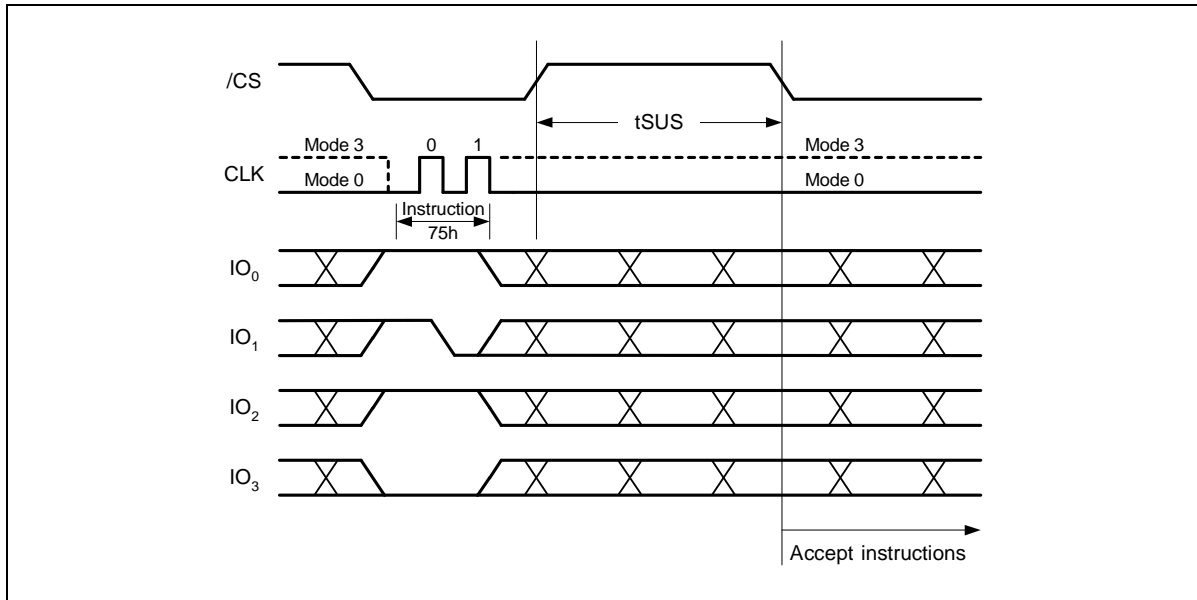 /CS
tSUS
Mode 3 0 1 Mode 3
CLK
Mode 0 Mode 0
Instruction
75h
IO0
IO1
IO2
IO3
Accept instructions